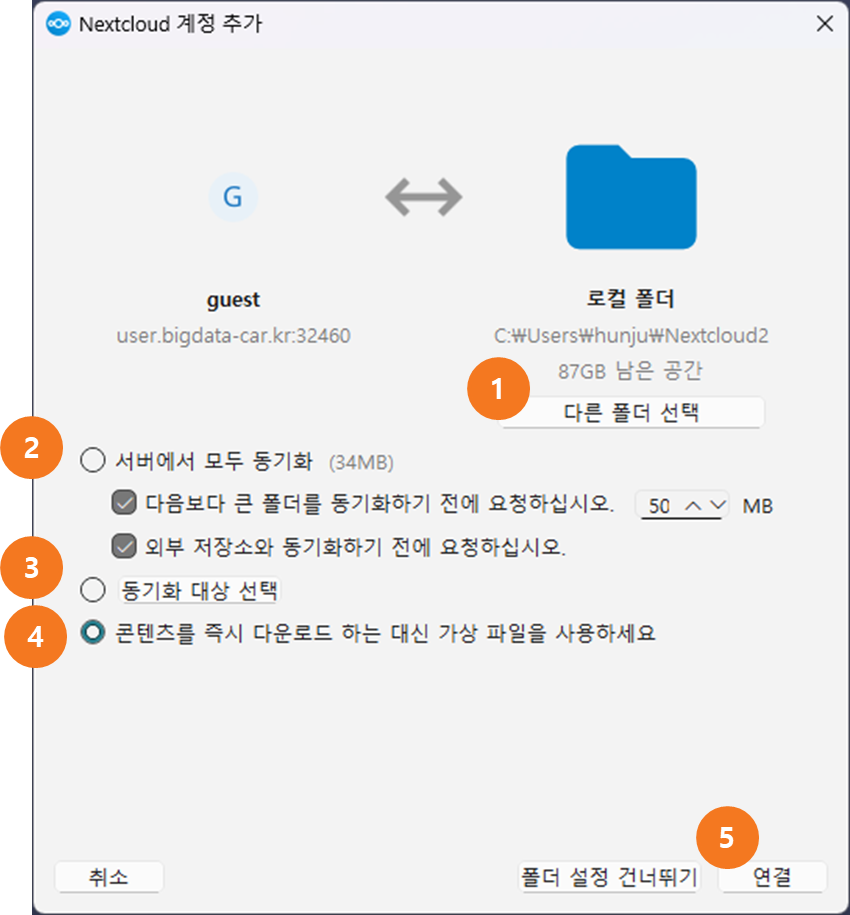 Nextcloud 계정 추가
G
guest
user.bigdata-car.kr:32460
로컬 폴더
C:₩Users₩hunju₩Nextcloud2
87GB 남은 공간
1
다른 폴더 선택
2
서버에서 모두 동기화 (34MB)
다음보다 큰 폴더를 동기화하기 전에 요청하십시오. 50 MB
외부 저장소와 동기화하기 전에 요청하십시오.
3
동기화 대상 선택
4
콘텐츠를 즉시 다운로드 하는 대신 가상 파일을 사용하세요
5
취소
폴더 설정 건너뛰기
연결